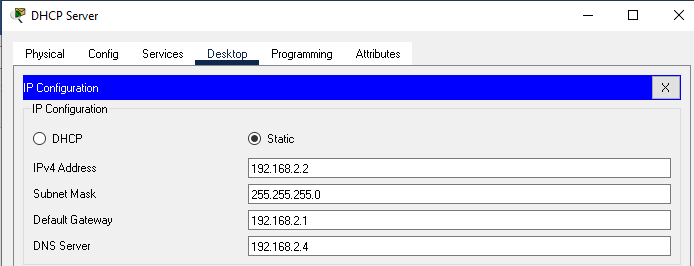 DHCP Server
Physical Config Services Desktop Programming Attributes
IP Configuration X
IP Configuration
DHCP Static
IPv4 Address 192.168.2.2
Subnet Mask 255.255.255.0
Default Gateway 192.168.2.1
DNS Server 192.168.2.4